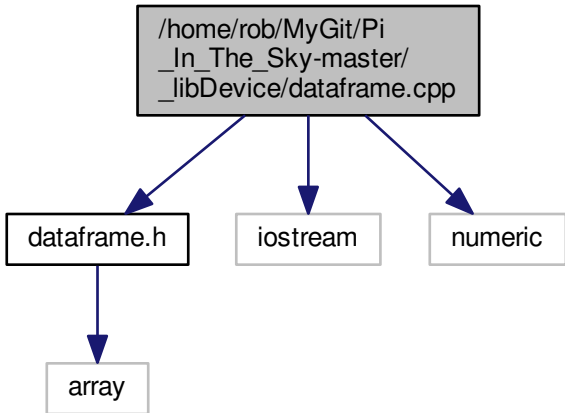 /home/rob/MyGit/Pi
_In_The_Sky-master/
_libDevice/dataframe.cpp
dataframe.h
iostream
numeric
array